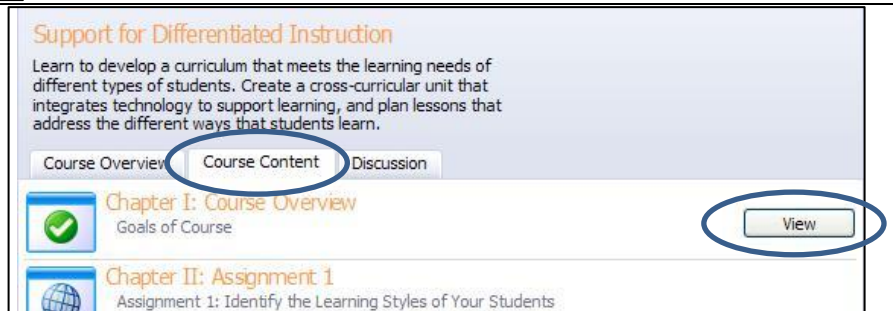 Support for Differentiated Instruction
Learn to develop a curriculum that meets the learning needs of
different types of students. Create a cross-curricular unit that
integrates technology to support learning, and plan lessons that
address the different ways that students learn.
Course Overview Course Content Discussion
Chapter I: Course Overview
Goals of Course View
Chapter II: Assignment 1
Assignment 1: Identify the Learning Styles of Your Students